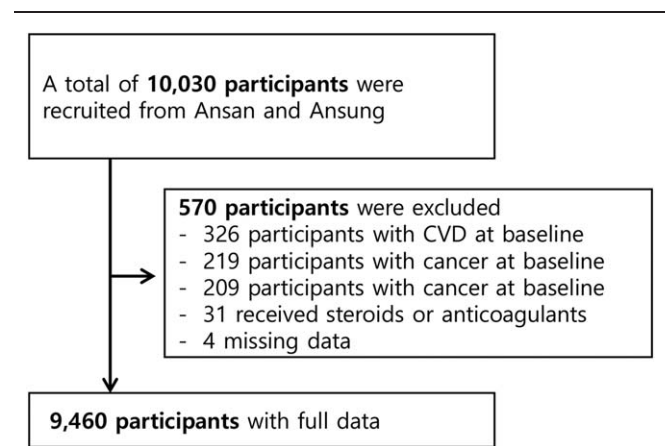 A total of 10,030 participants were
recruited from Ansan and Ansung
570 participants were excluded
- 326 participants with CVD at baseline
- 219 participants with cancer at baseline
- 209 participants with cancer at baseline
- 31 received steroids or anticoagulants
- 4 missing data
9,460 participants with full data